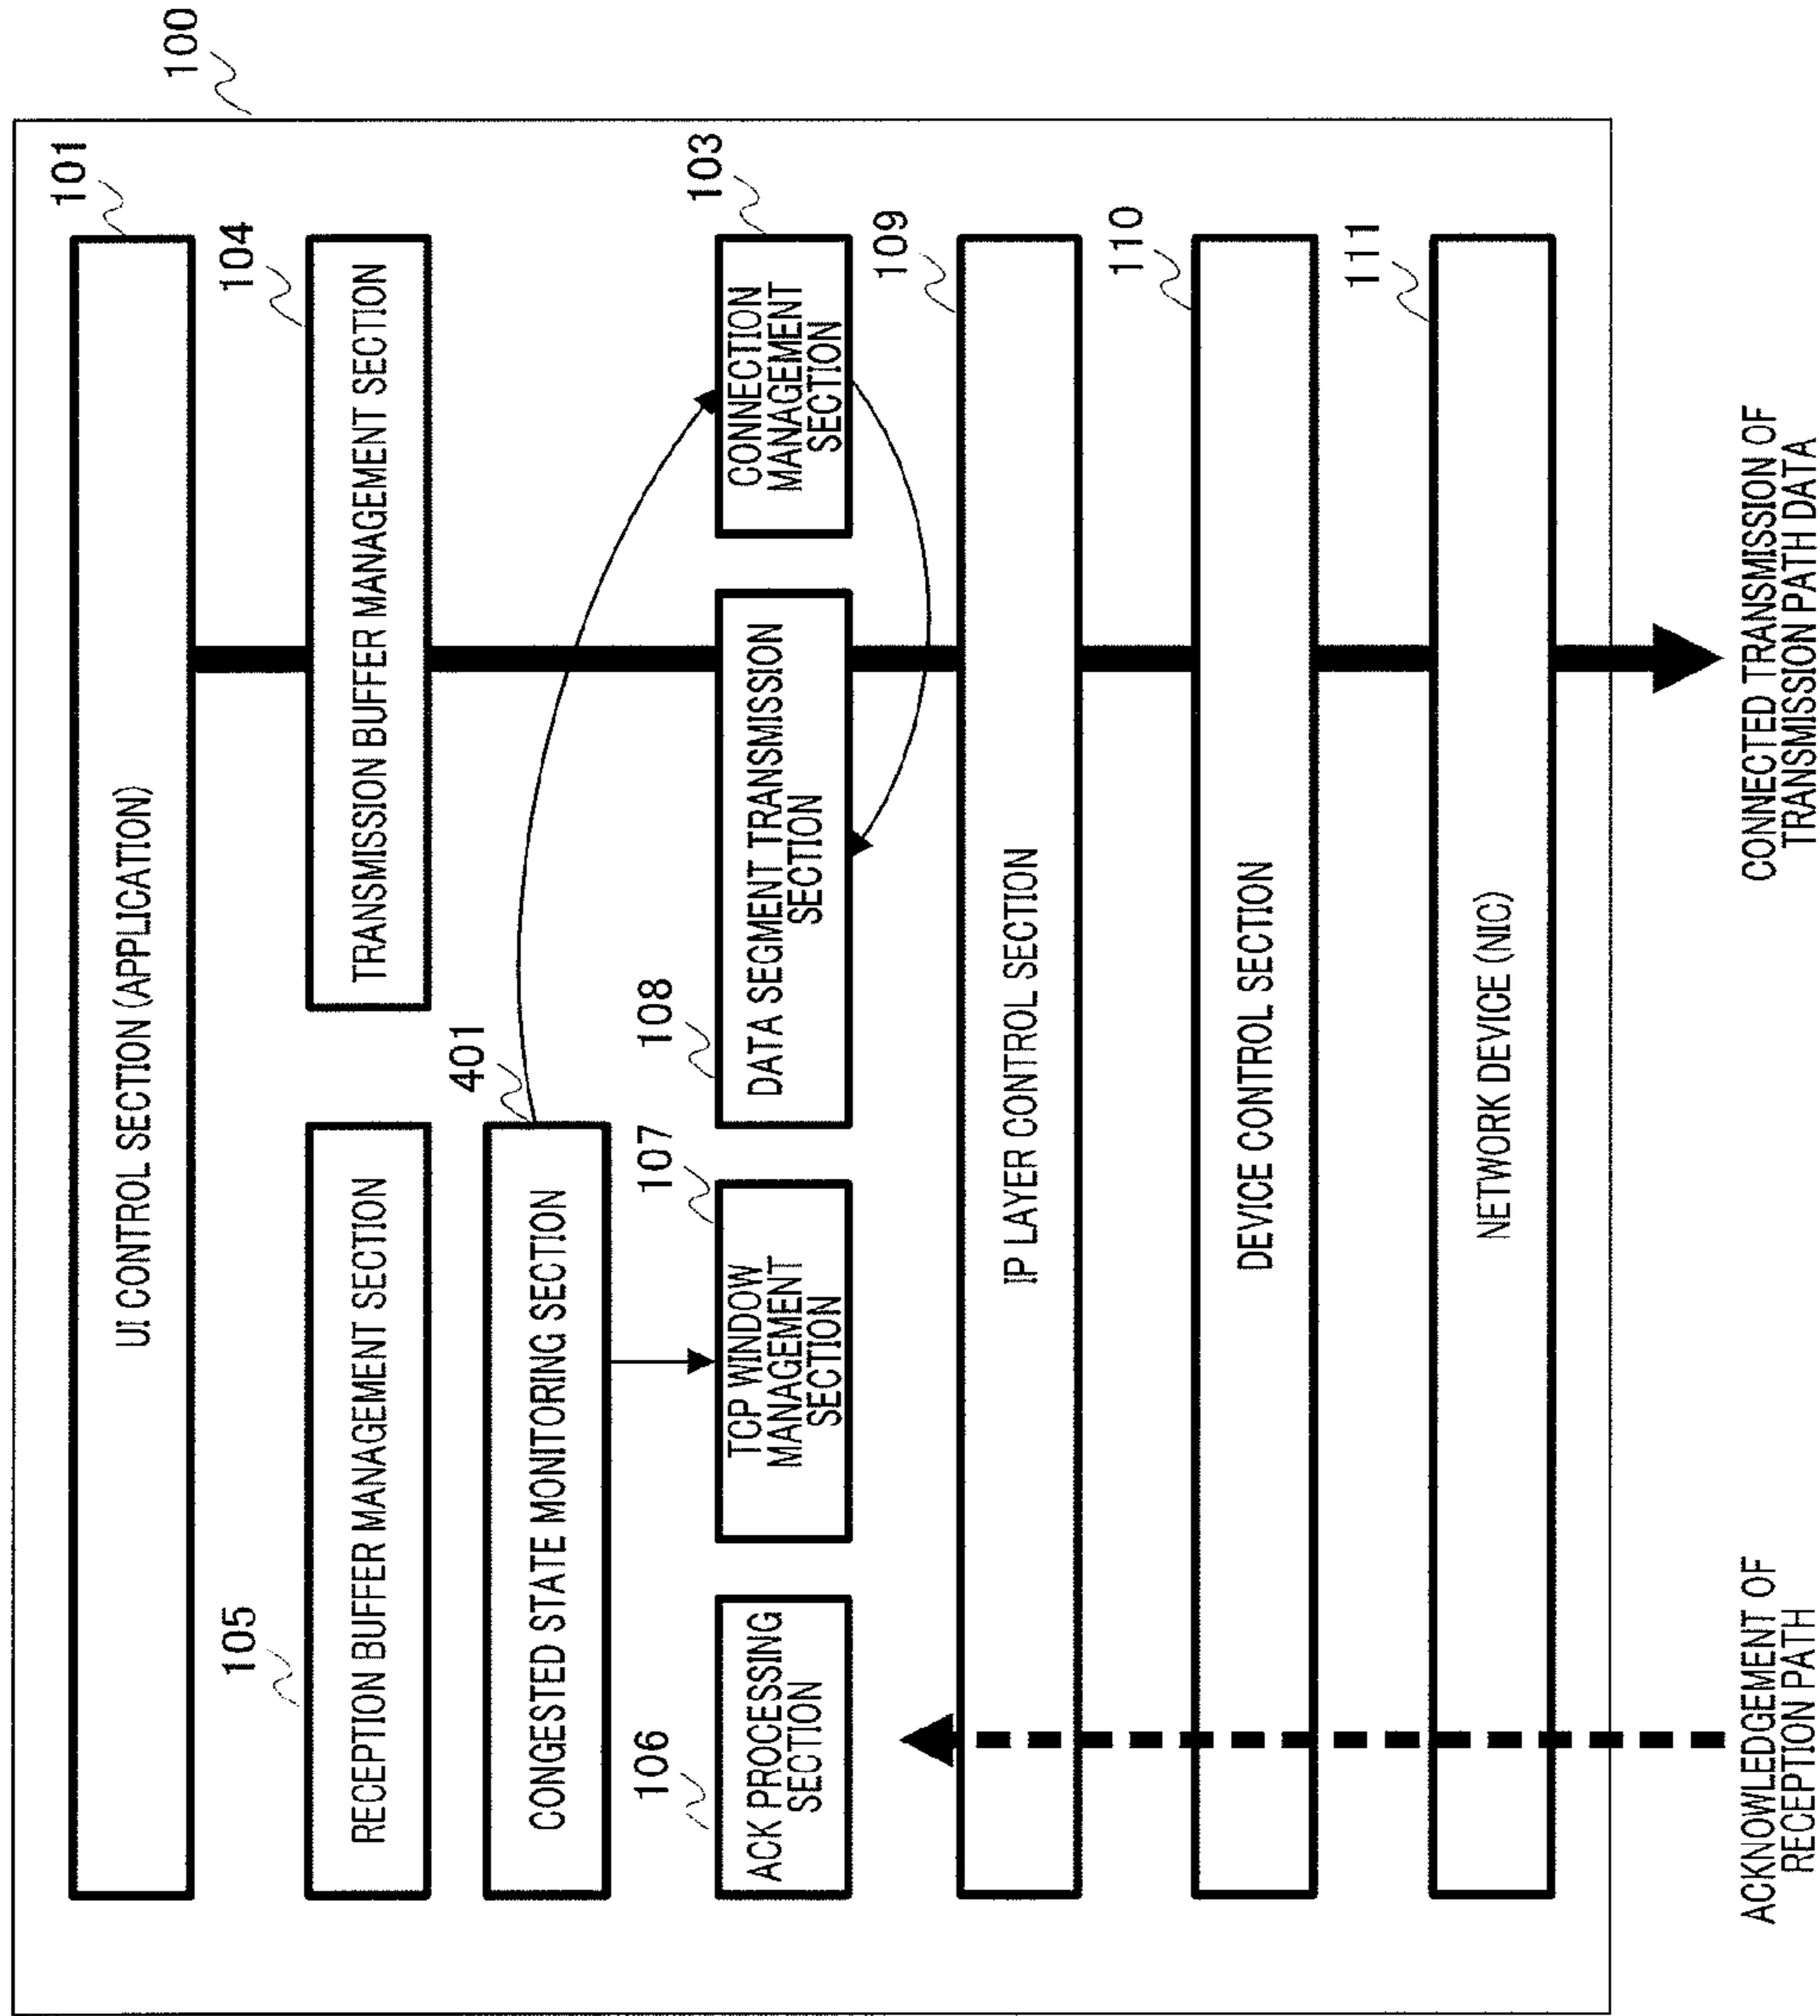 100
101
UI CONTROL SECTION (APPLICATION)
105
RECEPTION BUFFER MANAGEMENT SECTION
104
TRANSMISSION BUFFER MANAGEMENT SECTION
401
CONGESTED STATE MONITORING SECTION
106
ACK PROCESSING
SECTION
107
TCP WINDOW
MANAGEMENT
SECTION
108
DATA SEGMENT TRANSMISSION
SECTION
103
CONNECTION
MANAGEMENT
SECTION
109
IP LAYER CONTROL SECTION
110
DEVICE CONTROL SECTION
111
NETWORK DEVICE (NIC)
ACKNOWLEDGEMENT OF
RECEPTION PATH
CONNECTED TRANSMISSION OF
TRANSMISSION PATH DATA